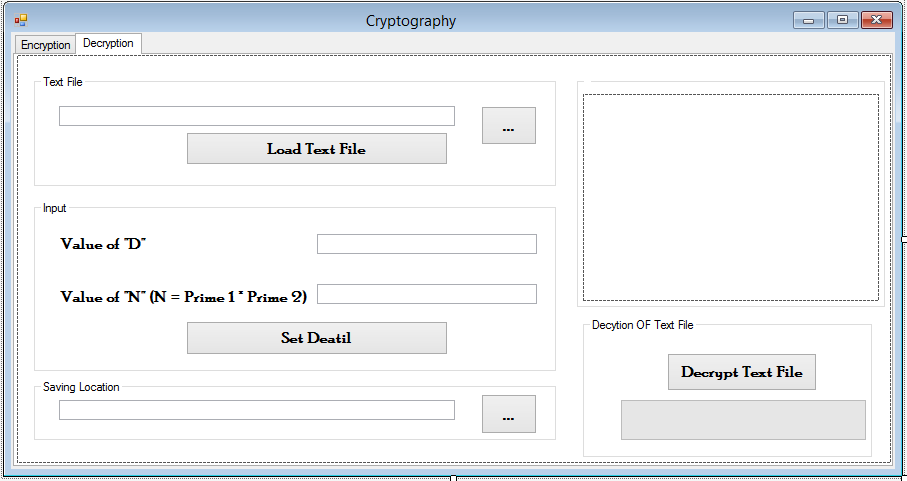 Cryptography
Encryption
Decryption
Text File
...
Load Text File
Input
Value of "D"
Value of "N" (N = Prime 1 * Prime 2)
Set Deatil
Saving Location
...
Decytion OF Text File
Decrypt Text File